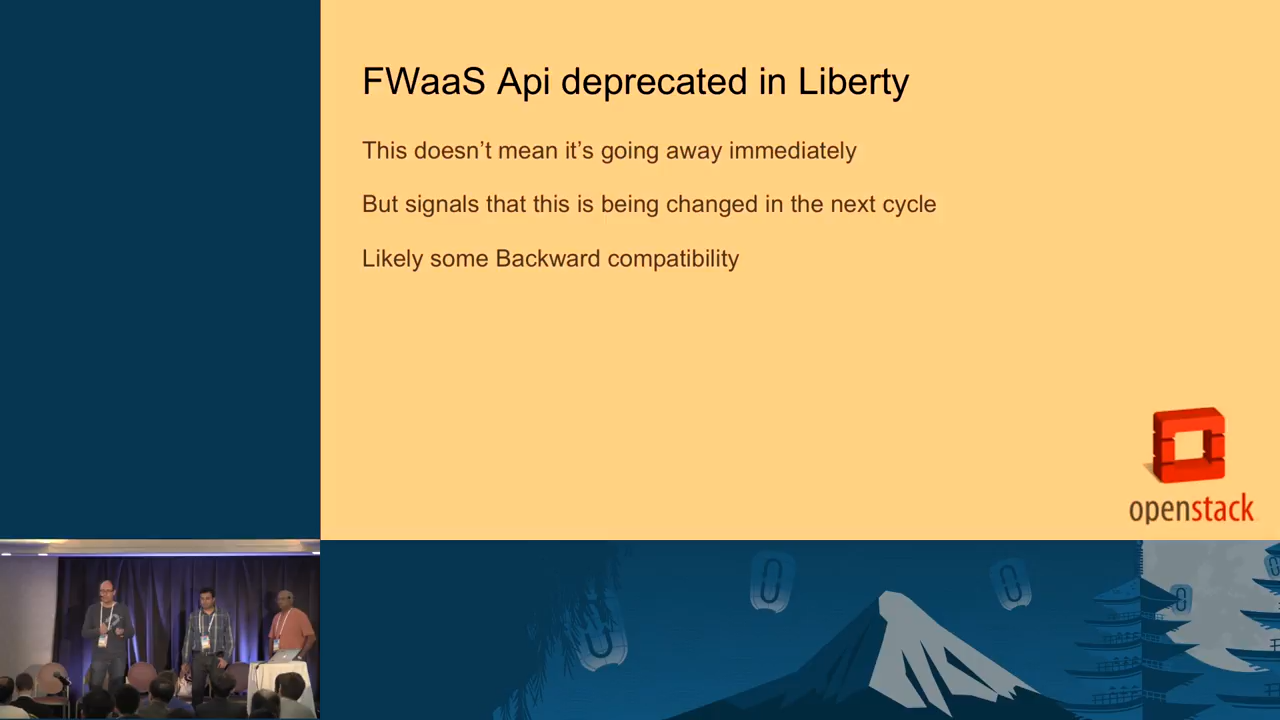 FWaaS Api deprecated in Liberty
This doesn’t mean it’s going away immediately
But signals that this is being changed in the next cycle
Likely some Backward compatibility
openstack